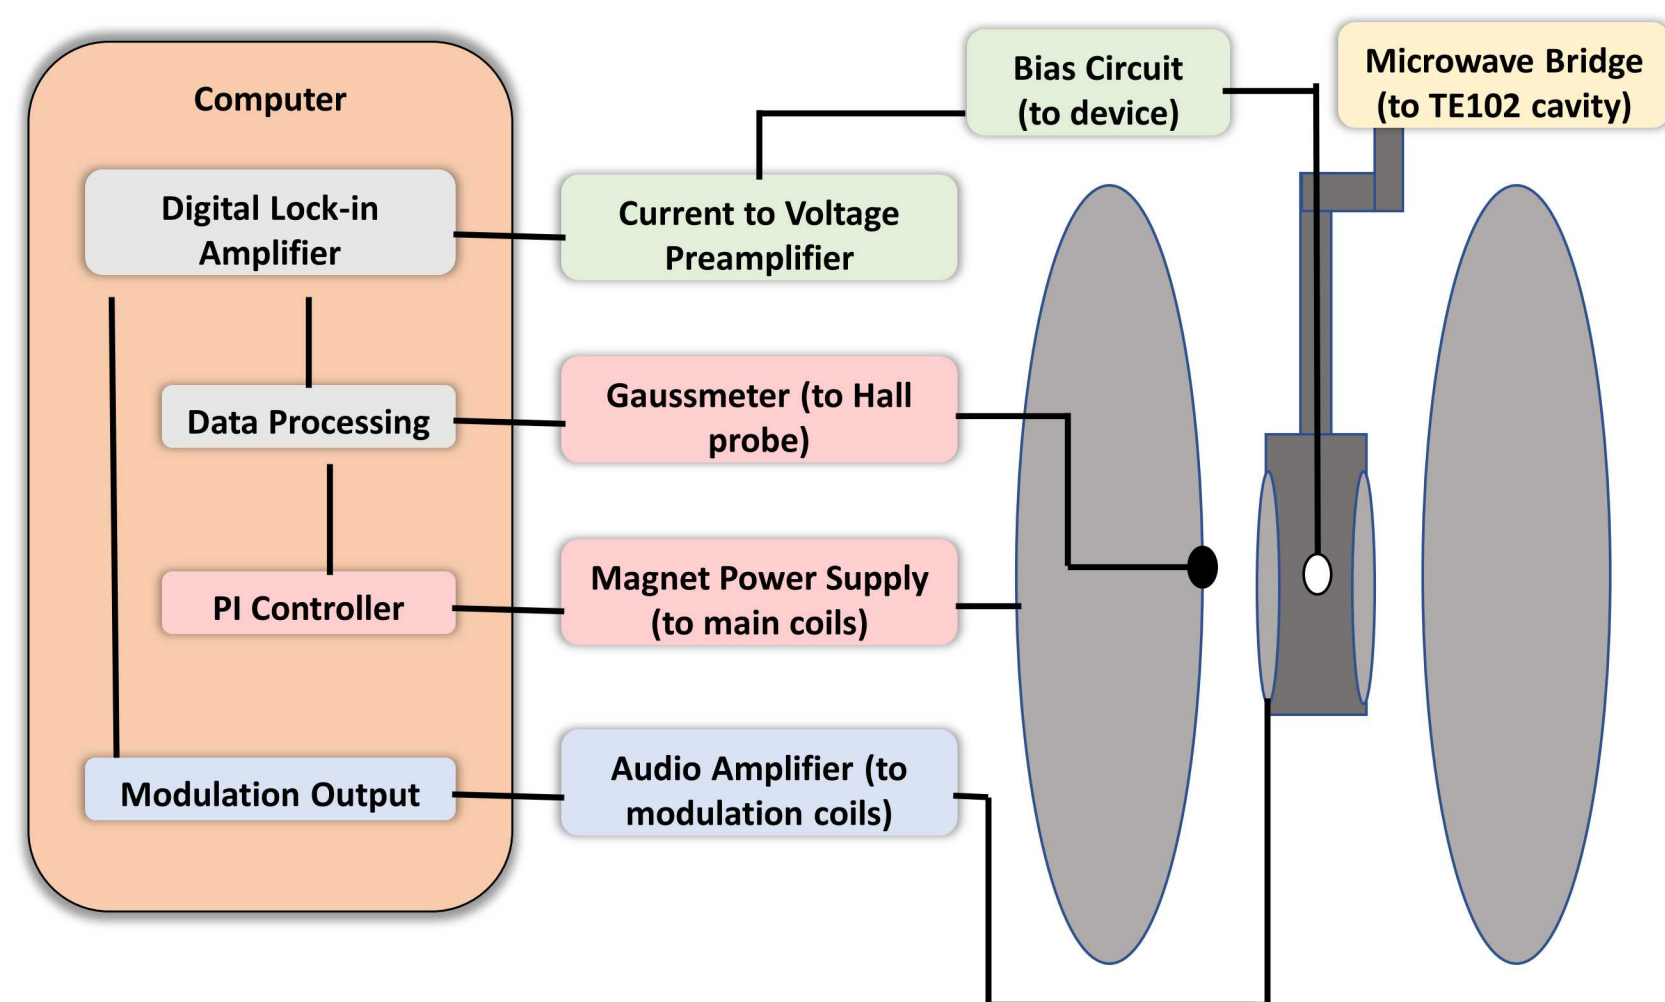 Computer
Digital Lock-in
Amplifier
Data Processing
PI Controller
Modulation Output
Current to Voltage
Preamplifier
Gaussmeter (to Hall
probe)
Magnet Power Supply
(to main coils)
Audio Amplifier (to
modulation coils)
Bias Circuit
(to device)
Microwave Bridge
(to TE102 cavity)